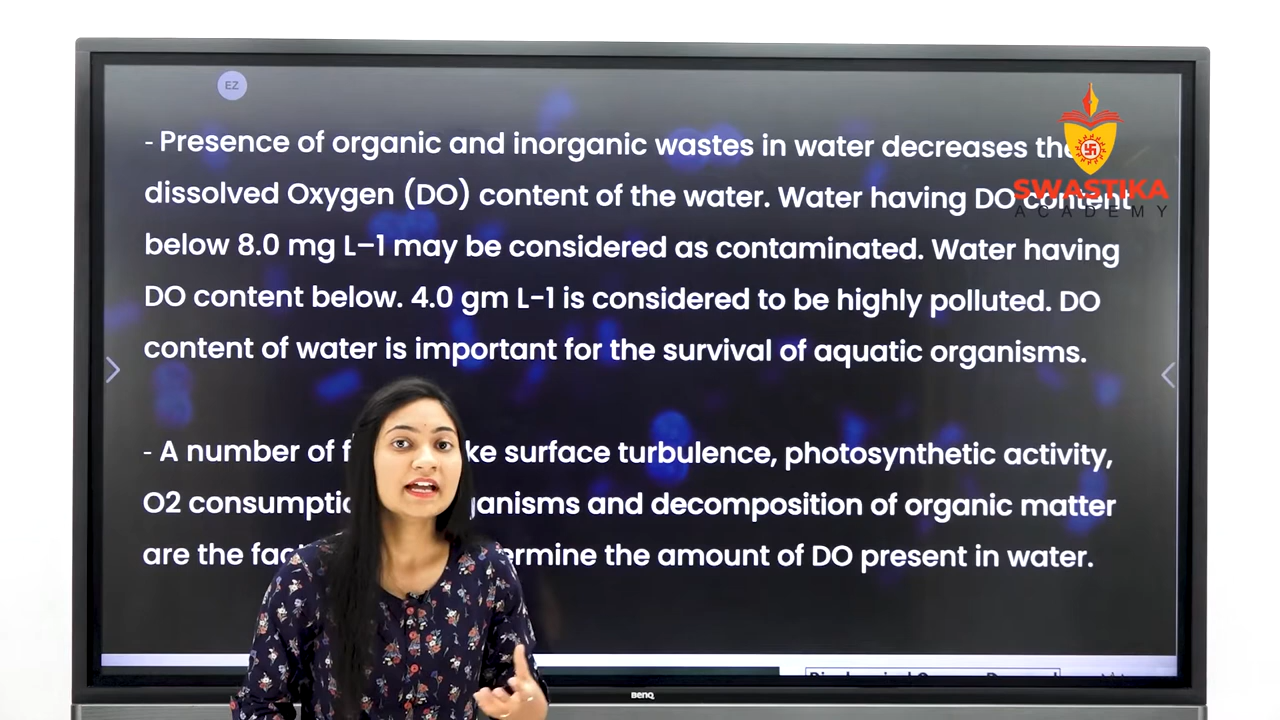 EZ
- Presence of organic and inorganic wastes in water decreases the
dissolved Oxygen (DO) content of the water. Water having DO content
below 8.0 mg L–1 may be considered as contaminated. Water having
DO content below. 4.0 gm L-1 is considered to be highly polluted. DO
content of water is important for the survival of aquatic organisms.
- A number of surface turbulence, photosynthetic activity,
O2 and decomposition of organic matter
are the the amount of DO present in water.
SWASTIKA
ACADEMY
BENQ